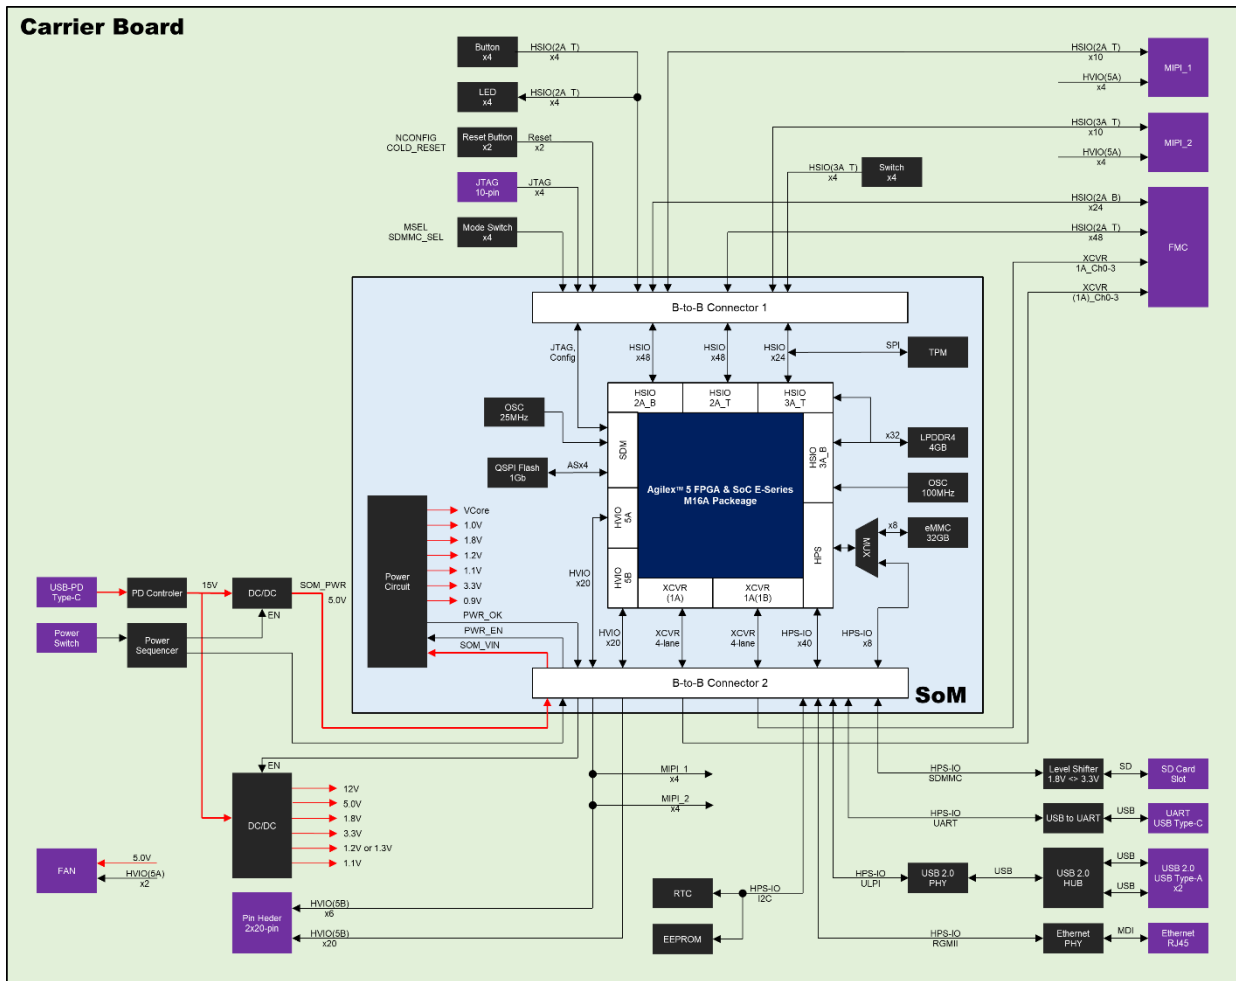 Carrier Board
Button
x4
HSIO(2A_T)
x4
LED
x4
HSIO(2A_T)
x4
NCONFIG
COLD_RESET
Reset Button
x2
Reset
x2
JTAG
10-pin
JTAG
x4
MSEL
SDMMC_SEL
Mode Switch
x4
HSIO(2A_T)
x10
HVIO(5A)
x4
MIPI_1
HSIO(3A_T)
x10
HVIO(5A)
x4
MIPI_2
HSIO(3A_T)
x4
Switch
x4
HSIO(2A_B)
x24
HSIO(2A_T)
x48
XCVR
1A_Ch0-3
XCVR
(1A)_Ch0-3
FMC
B-to-B Connector 1
JTAG,
Config
HSIO
x48
HSIO
x48
HSIO
x24
SPI
TPM
HSIO
2A_B
HSIO
2A_T
HSIO
3A_T
OSC
25MHz
QSPI Flash
1Gb
ASx4
SDM
HVIO
5A
HVIO
5B
HSIO
3A_B
HPS
Agilex™ 5 FPGA & SoC E-Series
M16A Packeage
x32
LPDDR4
4GB
OSC
100MHz
MUX
x8
eMMC
32GB
XCVR
(1A)
XCVR
1A(1B)
Power
Circuit
VCore
1.0V
1.8V
1.2V
1.1V
3.3V
0.9V
PWR_OK
PWR_EN
SOM_VIN
HVIO
x20
HVIO
x20
XCVR
4-lane
XCVR
4-lane
HPS-IO
x40
HPS-IO
x8
B-to-B Connector 2
SoM
USB-PD
Type-C
PD Controler
15V
DC/DC
SOM_PWR
5.0V
EN
Power
Switch
Power
Sequencer
EN
DC/DC
12V
5.0V
1.8V
3.3V
1.2V or 1.3V
1.1V
MIPI_1
x4
MIPI_2
x4
FAN
5.0V
HVIO(5A)
x2
Pin Heder
2x20-pin
HVIO(5B)
x6
HVIO(5B)
x20
RTC
EEPROM
HPS-IO
I2C
HPS-IO
SDMMC
Level Shifter
1.8V <> 3.3V
SD
SD Card
Slot
HPS-IO
UART
USB to UART
USB
UART
USB Type-C
HPS-IO
ULPI
USB 2.0
PHY
USB
USB 2.0
HUB
USB
USB
USB 2.0
USB Type-A
x2
HPS-IO
RGMII
Ethernet
PHY
MDI
Ethernet
RJ45